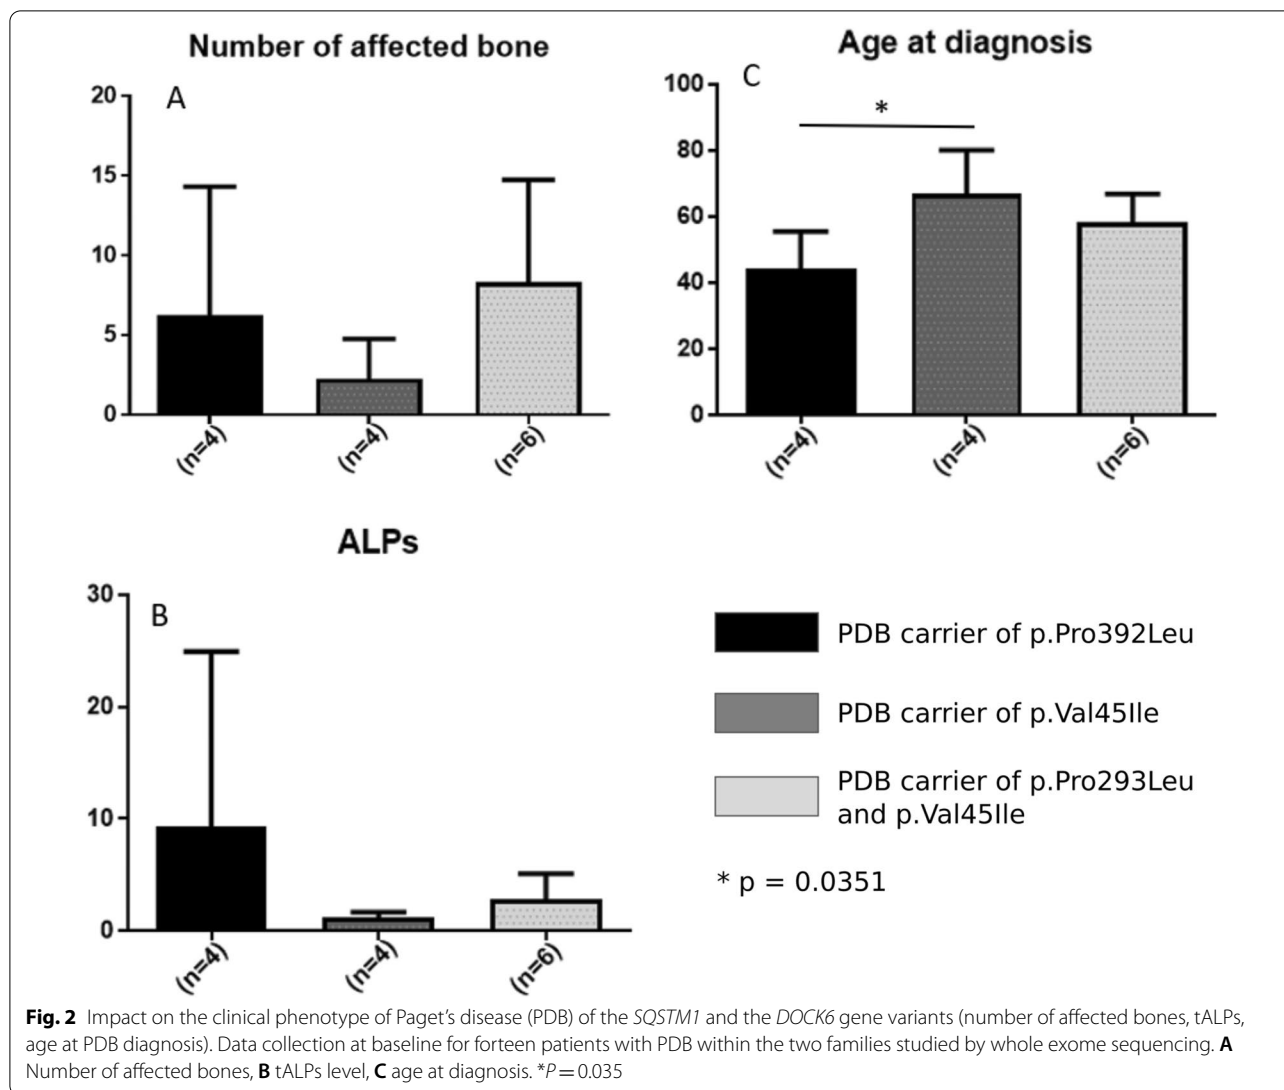 Number of affected bone
A
20
15
10
5
0
(n=4)
(n=4)
(n=6)
Age at diagnosis
C
*
100
80
60
40
20
0
(n=4)
(n=4)
(n=6)
ALPs
B
30
20
10
0
(n=4)
(n=4)
(n=6)
PDB carrier of p.Pro392Leu
PDB carrier of p.Val45Ile
PDB carrier of p.Pro293Leu
and p.Val45Ile
* p = 0.0351
Fig. 2 Impact on the clinical phenotype of Paget's disease (PDB) of the SQSTM1 and the DOCK6 gene variants (number of affected bones, tALPs,
age at PDB diagnosis). Data collection at baseline for forteen patients with PDB within the two families studied by whole exome sequencing. A
Number of affected bones, B tALPs level, C age at diagnosis. *P = 0.035